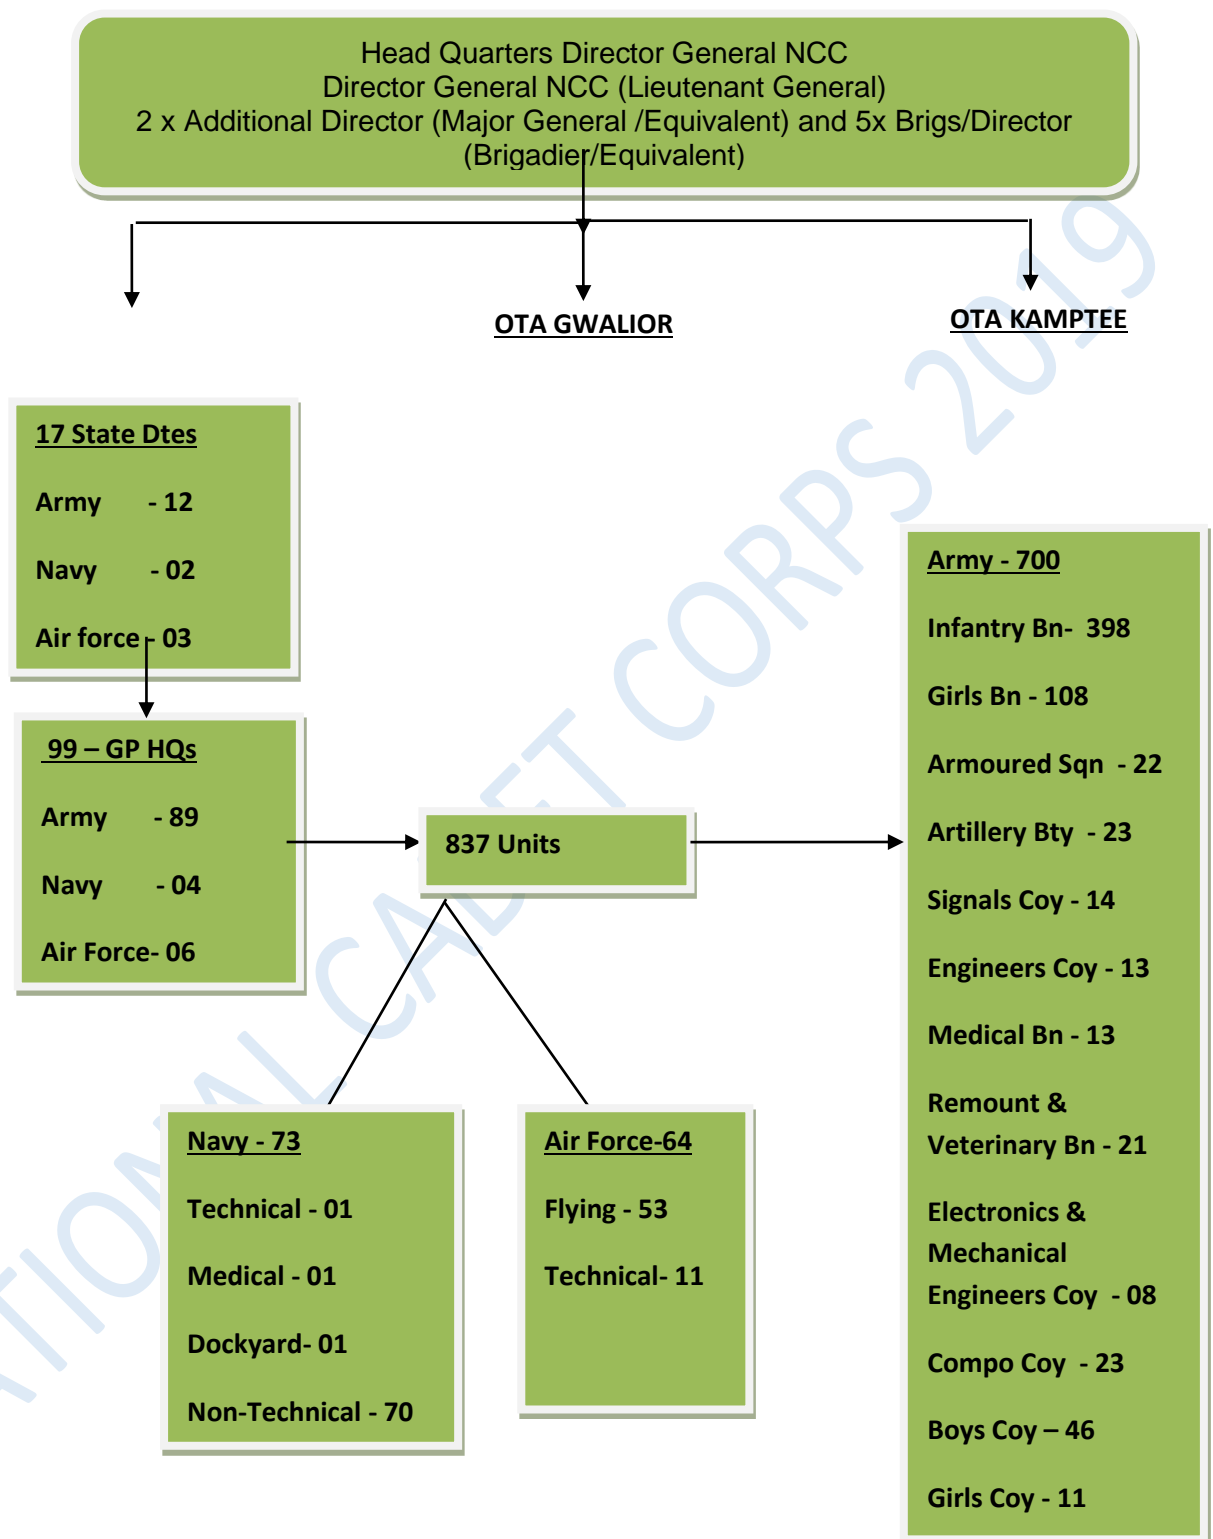 Head Quarters Director General NCC
Director General NCC (Lieutenant General)
2 x Additional Director (Major General /Equivalent) and 5x Brigs/Director
(Brigadier/Equivalent)
OTA GWALIOR
OTA KAMPTEE
17 State Dtes
Army - 12
Navy - 02
Air force - 03
99 – GP HQs
Army - 89
Navy - 04
Air Force- 06
837 Units
Navy - 73
Technical - 01
Medical - 01
Dockyard- 01
Non-Technical - 70
Air Force-64
Flying - 53
Technical- 11
Army - 700
Infantry Bn- 398
Girls Bn - 108
Armoured Sqn - 22
Artillery Bty - 23
Signals Coy - 14
Engineers Coy - 13
Medical Bn - 13
Remount &
Veterinary Bn - 21
Electronics &
Mechanical
Engineers Coy - 08
Compo Coy - 23
Boys Coy – 46
Girls Coy - 11
ATIONAL CADET CORPS 2019